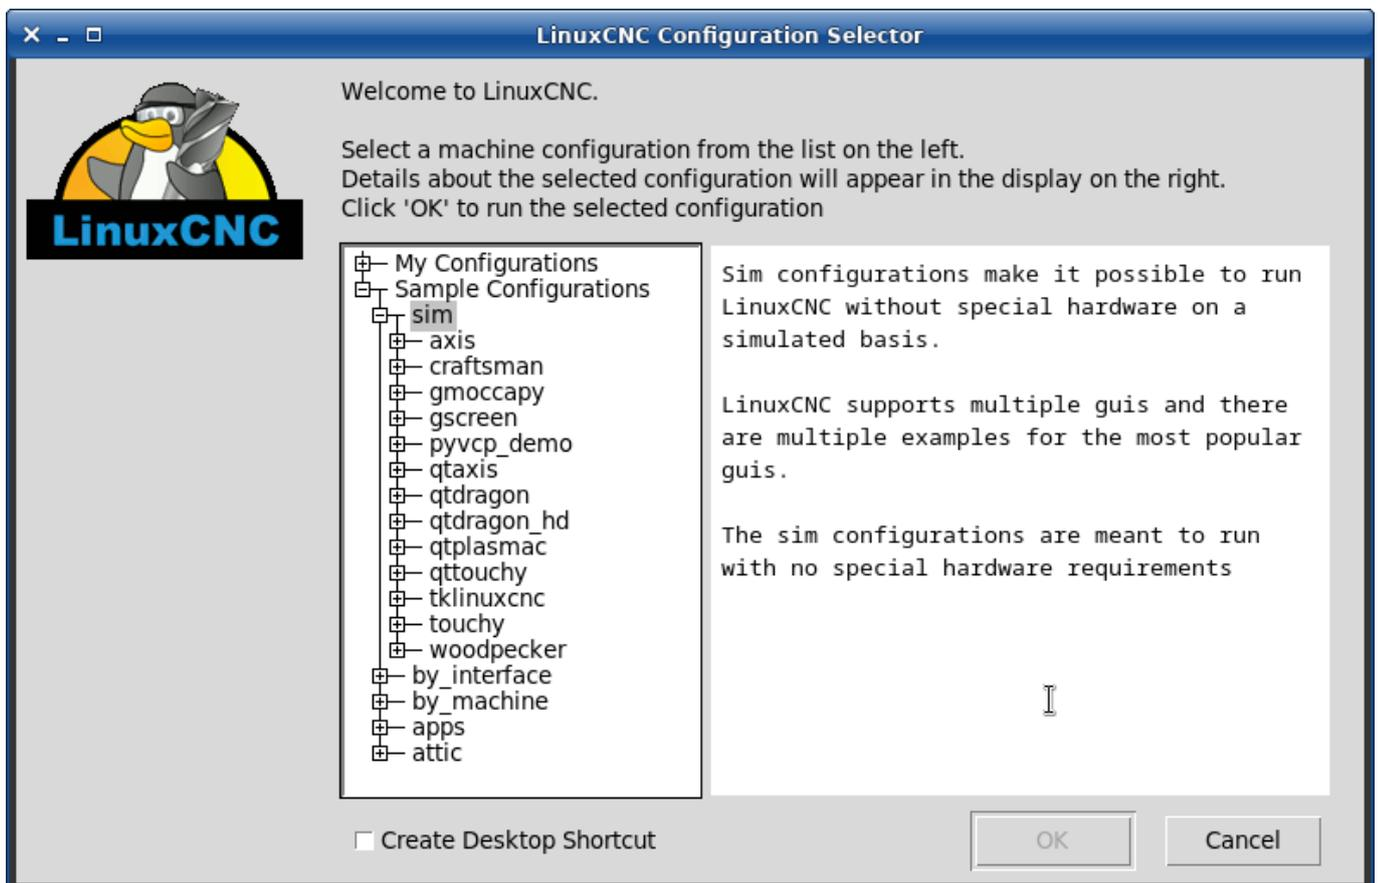 LinuxCNC Configuration Selector
LinuxCNC
Welcome to LinuxCNC.
Select a machine configuration from the list on the left.
Details about the selected configuration will appear in the display on the right.
Click 'OK' to run the selected configuration
My Configurations
Sample Configurations
sim
axis
craftsman
gmoccapy
gscreen
pyvcp_demo
qtaxis
qtdragon
qtdragon_hd
qtplasmac
qttouchy
tklinuxcnc
touchy
woodpecker
by_interface
by_machine
apps
attic
Sim configurations make it possible to run
LinuxCNC without special hardware on a
simulated basis.
LinuxCNC supports multiple guis and there
are multiple examples for the most popular
guis.
The sim configurations are meant to run
with no special hardware requirements
Create Desktop Shortcut
OK
Cancel